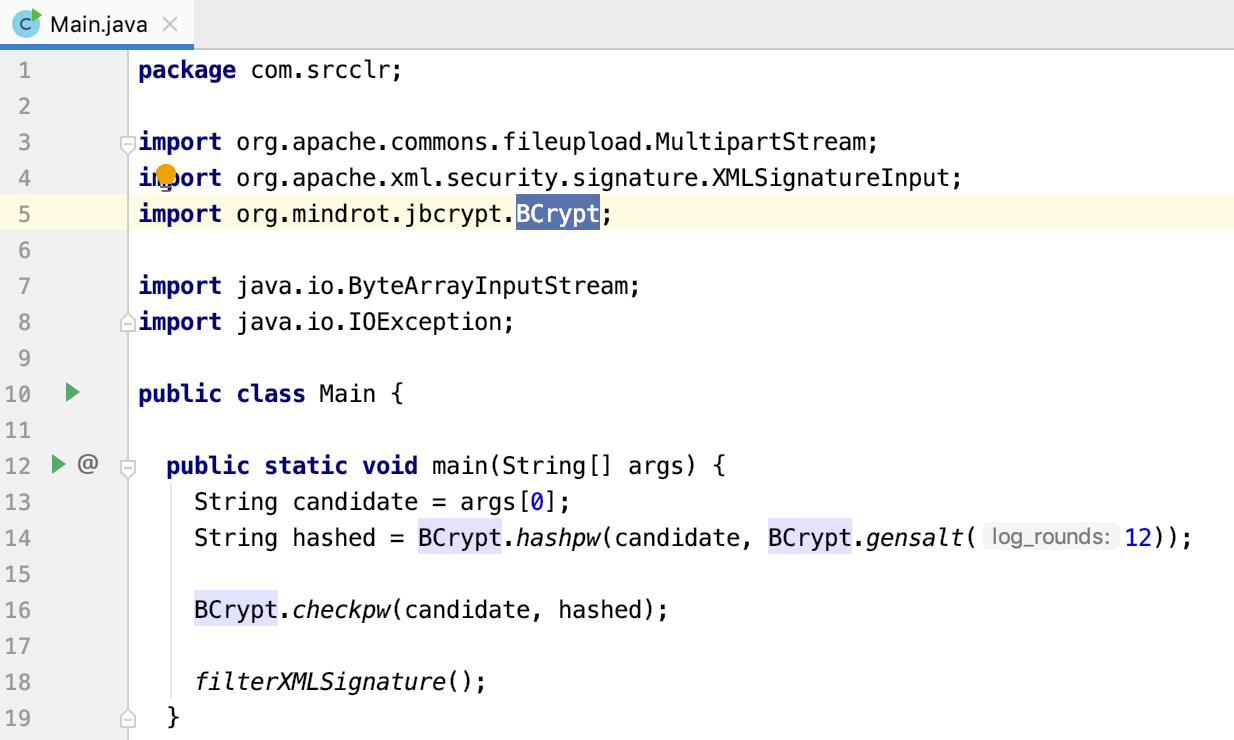 C Main.java
1 package com.srcclr;
2
3 import org.apache.commons.fileupload.MultipartStream;
4 import org.apache.xml.security.signature.XMLSignatureInput;
5 import org.mindrot.jbcrypt.BCrypt;
6
7 import java.io.ByteArrayInputStream;
8 import java.io.IOException;
9
10 public class Main {
11
12 @ public static void main(String[] args) {
13 String candidate = args[0];
14 String hashed = BCrypt.hashpw(candidate, BCrypt.gensalt( log_rounds: 12));
15
16 BCrypt.checkpw(candidate, hashed);
17
18 filterXMLSignature();
19 }